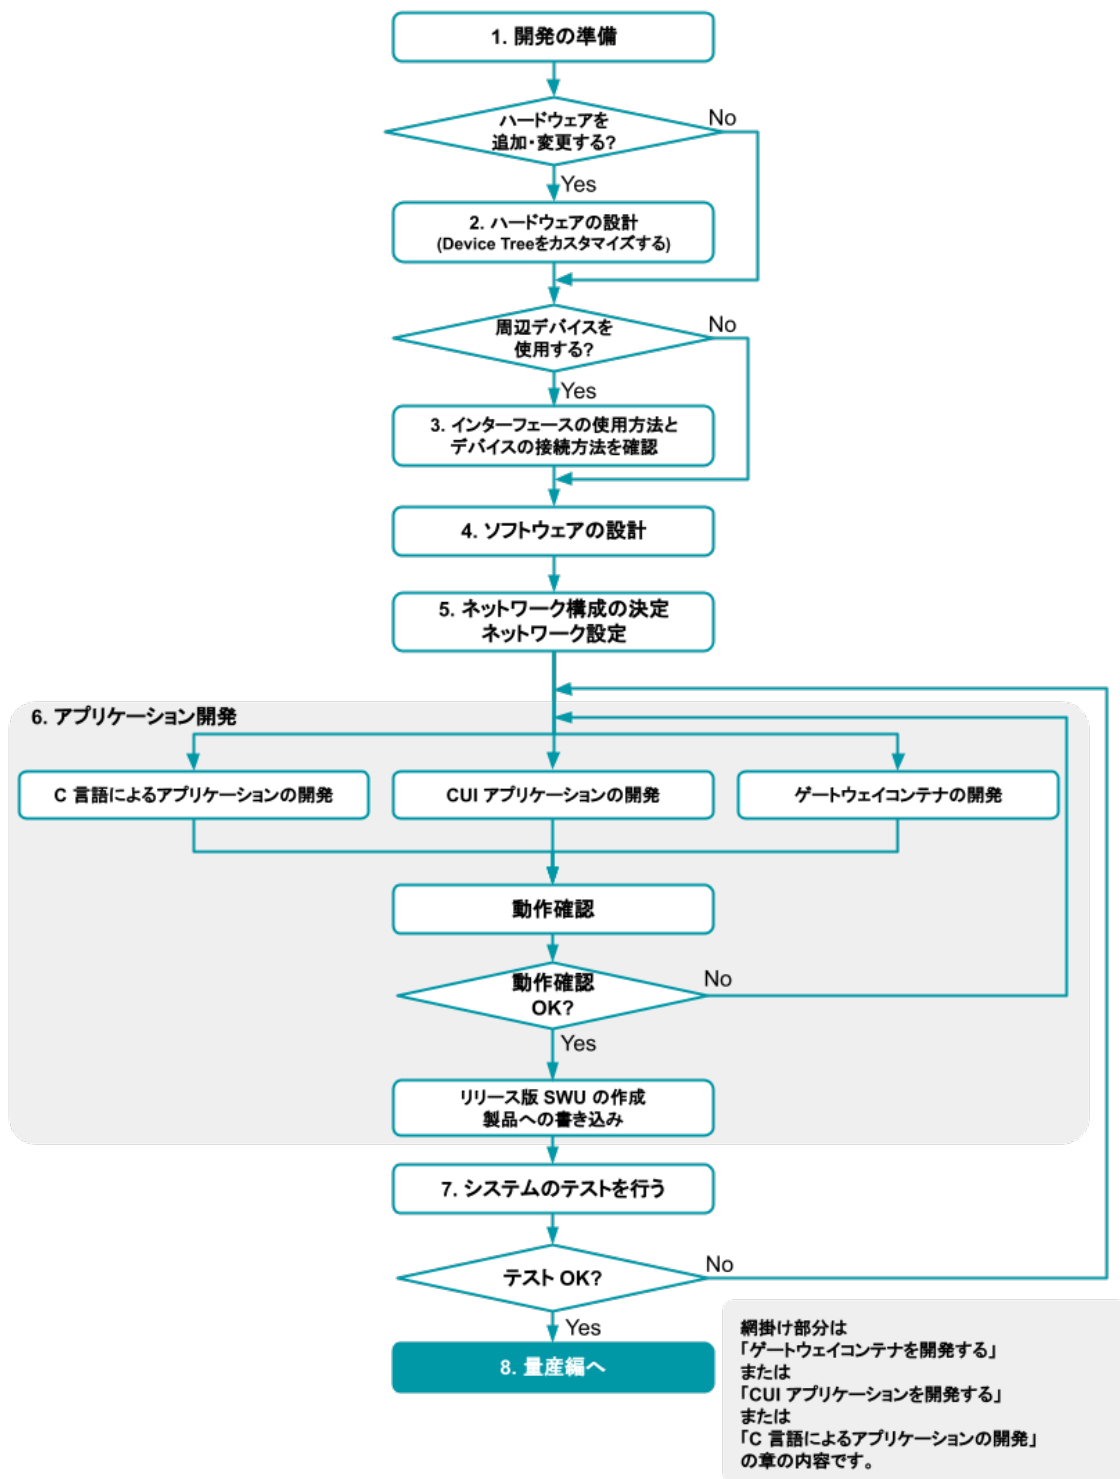 1. 開発の準備
ハードウェアを
追加・変更する?
No
Yes
2. ハードウェアの設計
(Device Treeをカスタマイズする)
周辺デバイスを
使用する?
No
Yes
3. インターフェースの使用方法と
デバイスの接続方法を確認
4. ソフトウェアの設計
5. ネットワーク構成の決定
ネットワーク設定
6. アプリケーション開発
C 言語によるアプリケーションの開発
CUI アプリケーションの開発
ゲートウェイコンテナの開発
動作確認
動作確認
OK?
No
Yes
リリース版 SWU の作成
製品への書き込み
7. システムのテストを行う
テスト OK?
No
Yes
8. 量産編へ
網掛け部分は
「ゲートウェイコンテナを開発する」
または
「CUI アプリケーションを開発する」
または
「C 言語によるアプリケーションの開発」
の章の内容です。